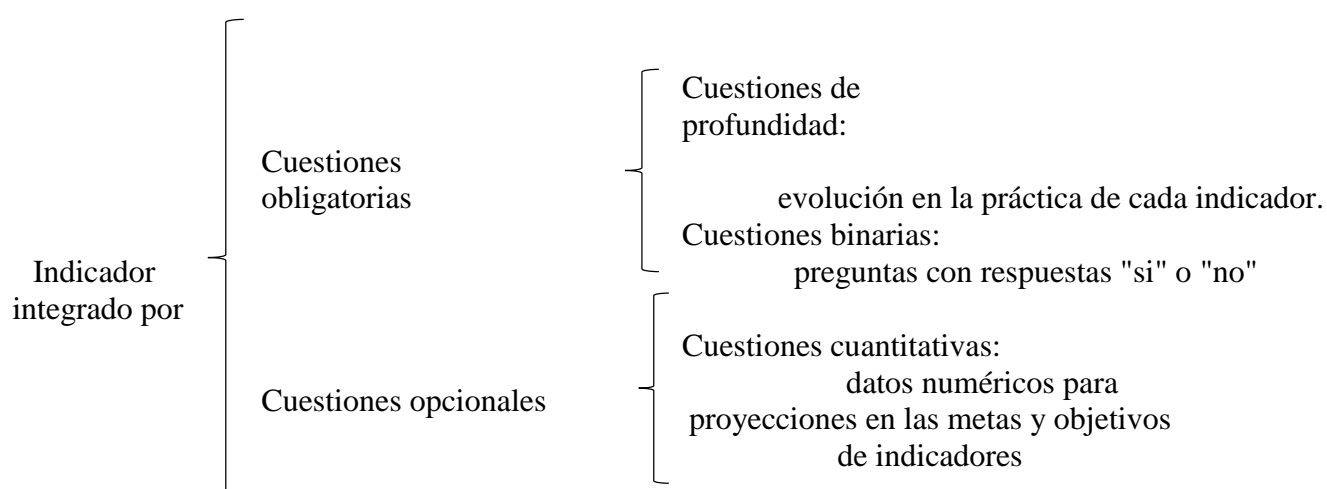 Indicador
integrado por
Cuestiones
obligatorias
Cuestiones de
profundidad:
evolución en la práctica de cada indicador.
Cuestiones binarias:
preguntas con respuestas "si" o "no"
Cuestiones opcionales
Cuestiones cuantitativas:
datos numéricos para
proyecciones en las metas y objetivos
de indicadores